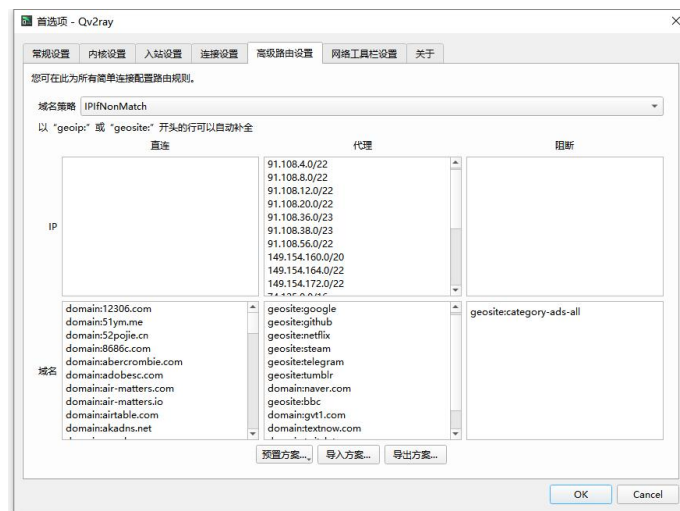 首选项 - Qv2ray
常规设置 内核设置 入站设置 连接设置 高级路由设置 网络工具栏设置 关于
您可在此为所有简单连接配置路由规则。
域名策略 IPIfNonMatch
以 “geoip:” 或 “geosite:” 开头的行可以自动补全
直连 代理 阻断
IP
91.108.4.0/22
91.108.8.0/22
91.108.12.0/22
91.108.20.0/22
91.108.36.0/23
91.108.38.0/23
91.108.56.0/22
149.154.160.0/20
149.154.164.0/22
149.154.172.0/22
域名
domain:12306.com
domain:51ym.me
domain:52pojie.cn
domain:8686c.com
domain:abercrombie.com
domain:adobesc.com
domain:air-matters.com
domain:air-matters.io
domain:airtable.com
domain:akadns.net
geosite:google
geosite:github
geosite:netflix
geosite:steam
geosite:telegram
geosite:tumblr
domain:naver.com
geosite:bbc
domain:gvt1.com
domain:textnow.com
geosite:category-ads-all
预置方案... 导入方案... 导出方案...
OK Cancel